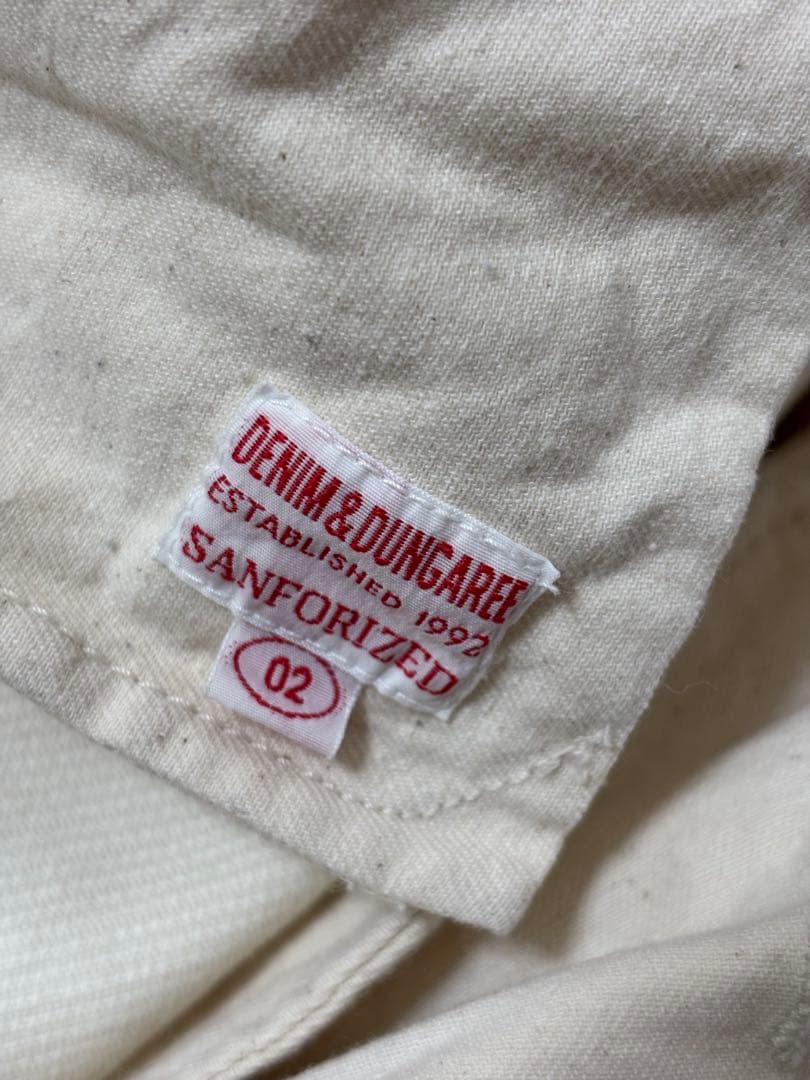 DENIM & DUNGAREE
ESTABLISHED 1992
SANFORIZED
02